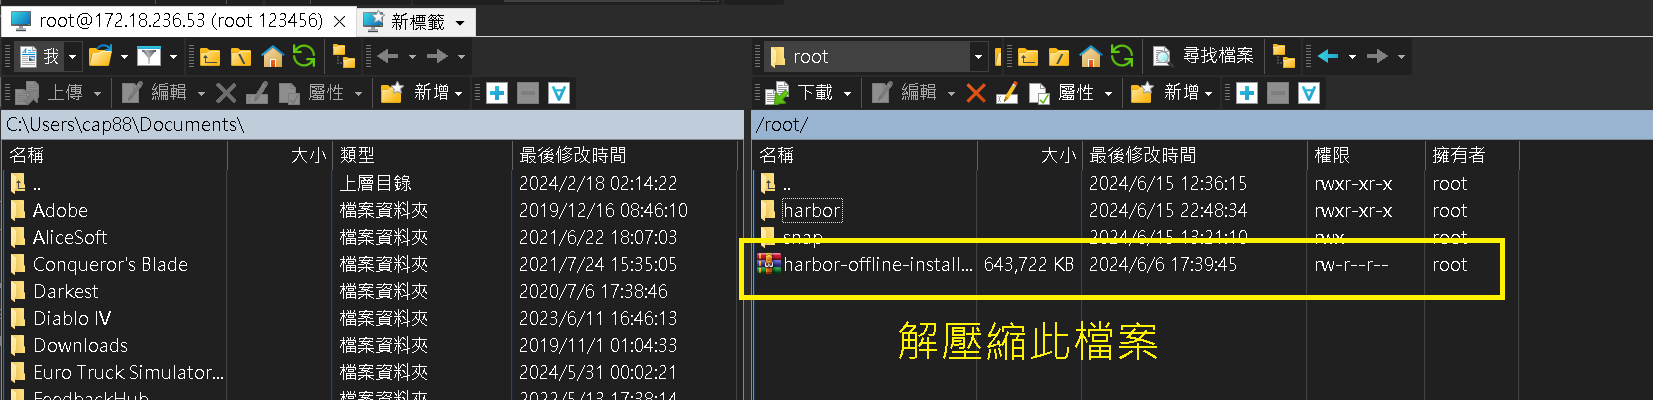 root@172.18.236.53 (root 123456) × 新標籤
我 root 尋找檔案
上傳 編輯 屬性 新增 下載 編輯 屬性 新增
C:\Users\cap88\Documents\ /root/
名稱 大小 類型 最後修改時間 名稱 大小 最後修改時間 權限 擁有者
.. 上層目錄 2024/2/18 02:14:22 .. 2024/6/15 12:36:15 rwxr-xr-x root
Adobe 檔案資料夾 2019/12/16 08:46:10 harbor 2024/6/15 22:48:34 rwxr-xr-x root
AliceSoft 檔案資料夾 2021/6/22 18:07:03 snap 2024/6/15 13:21:10 rwx root
Conqueror's Blade 檔案資料夾 2021/7/24 15:35:05 harbor-offline-install... 643,722 KB 2024/6/6 17:39:45 rw-r--r-- root
Darkest 檔案資料夾 2020/7/6 17:38:46
Diablo IV 檔案資料夾 2023/6/11 16:46:13
解壓縮此檔案
Downloads 檔案資料夾 2019/11/1 01:04:33
Euro Truck Simulator... 檔案資料夾 2024/5/31 00:02:21
FeedbackHub 檔案資料夾 2022/5/13 17:38:14